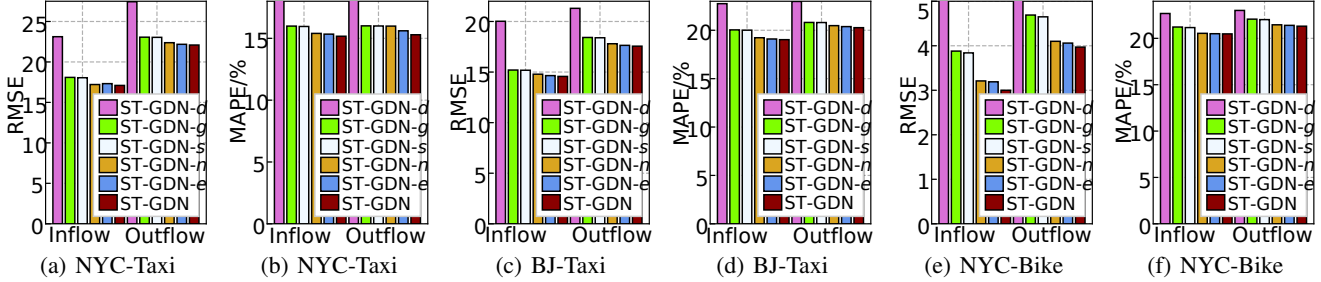 RMSE
25
20
15
10
5
0
ST-GDN-d
ST-GDN-g
ST-GDN-s
ST-GDN-n
ST-GDN-e
ST-GDN
Inflow Outflow
(a) NYC-Taxi
MAPE/%
15
10
5
0
ST-GDN-d
ST-GDN-g
ST-GDN-s
ST-GDN-n
ST-GDN-e
ST-GDN
Inflow Outflow
(b) NYC-Taxi
RMSE
20
15
10
5
0
ST-GDN-d
ST-GDN-g
ST-GDN-s
ST-GDN-n
ST-GDN-e
ST-GDN
Inflow Outflow
(c) BJ-Taxi
MAPE/%
20
10
0
ST-GDN-d
ST-GDN-g
ST-GDN-s
ST-GDN-n
ST-GDN-e
ST-GDN
Inflow Outflow
(d) BJ-Taxi
RMSE
5
4
3
2
1
0
ST-GDN-d
ST-GDN-g
ST-GDN-s
ST-GDN-n
ST-GDN-e
ST-GDN
Inflow Outflow
(e) NYC-Bike
MAPE/%
20
10
0
ST-GDN-d
ST-GDN-g
ST-GDN-s
ST-GDN-n
ST-GDN-e
ST-GDN
Inflow Outflow
(f) NYC-Bike